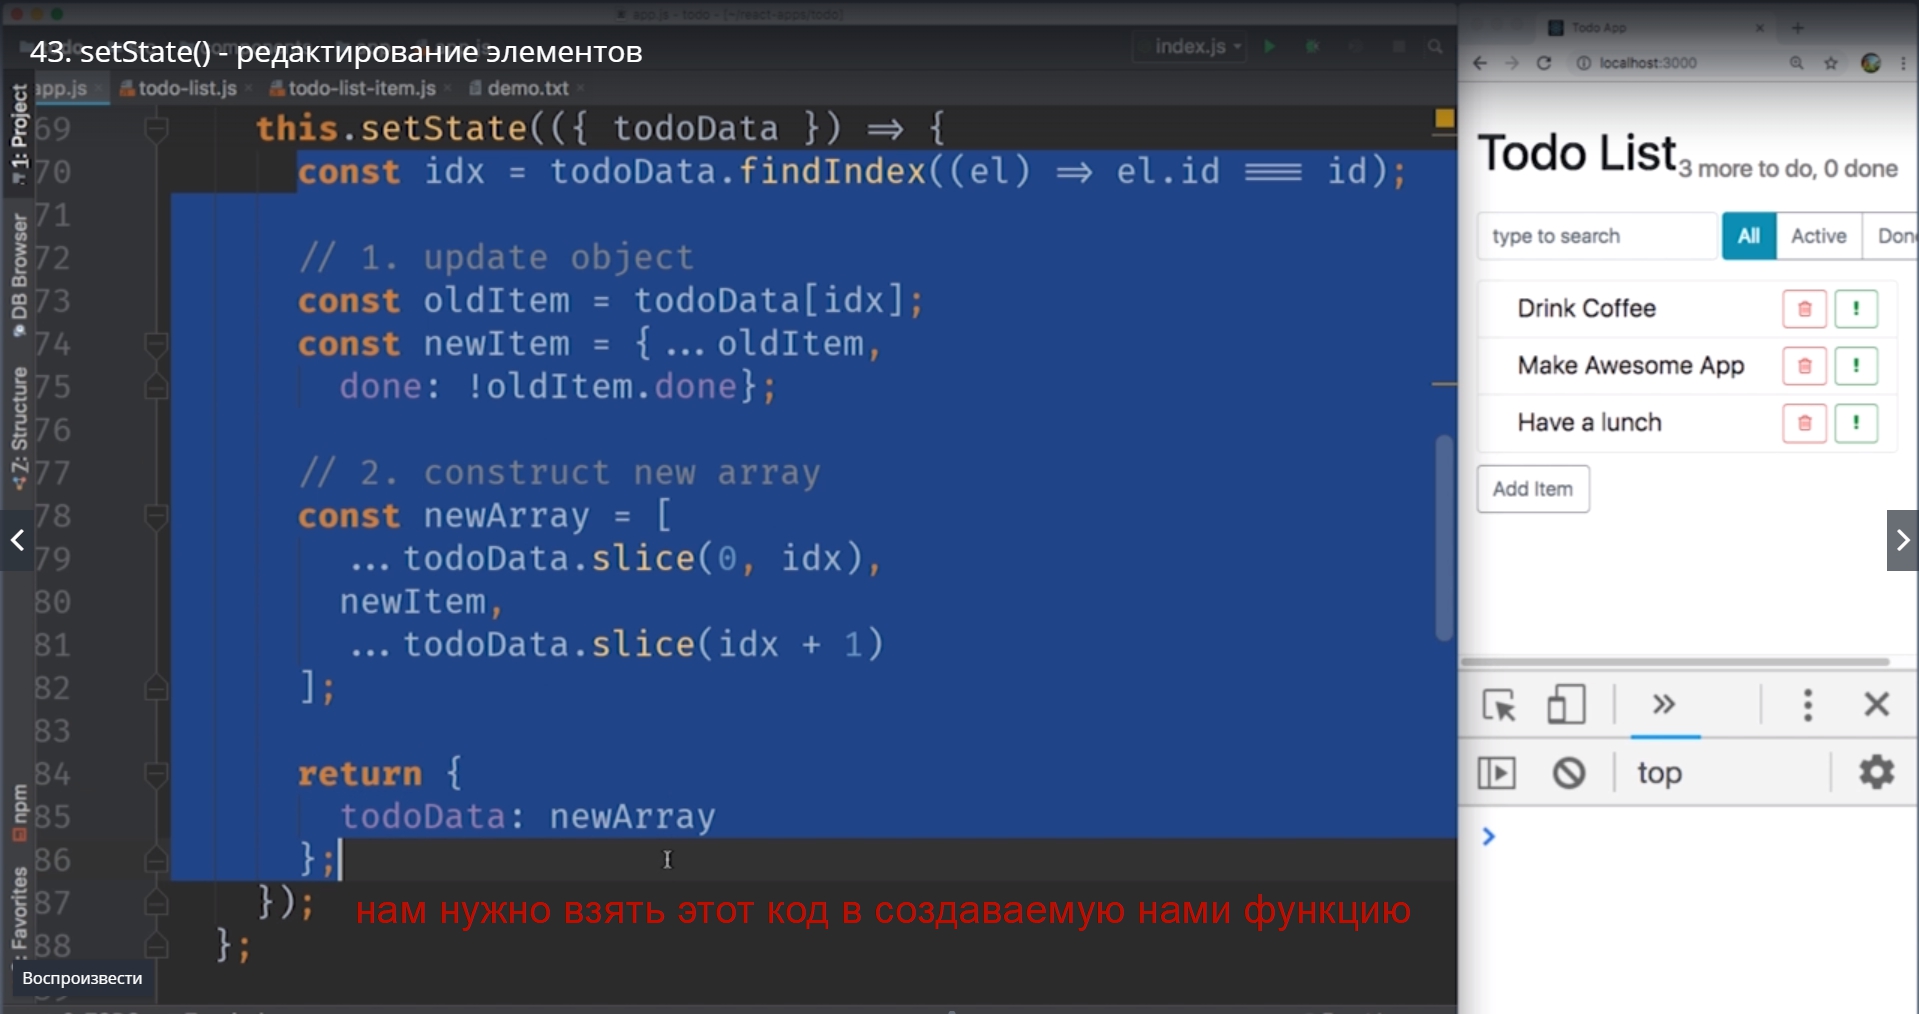 43. setState() - редактирование элементов
index.js
app.js
todo-list.js
todo-list-item.js
demo.txt
1: Project
DB Browser
Z: Structure
npm
Favorites
69 this.setState(({ todoData }) => {
70 const idx = todoData.findIndex((el) => el.id === id);
71
72 // 1. update object
73 const oldItem = todoData[idx];
74 const newItem = {...oldItem,
75 done: !oldItem.done};
76
77 // 2. construct new array
78 const newArray = [
79 ...todoData.slice(0, idx),
80 newItem,
81 ...todoData.slice(idx + 1)
82 ];
83
84 return {
85 todoData: newArray
86 };
87 });
нам нужно взять этот код в создаваемую нами функцию
88 };
Воспроизвести
Todo App
localhost:3000
Todo List
3 more to do, 0 done
type to search
All
Active
Done
Drink Coffee
Make Awesome App
Have a lunch
Add Item
top